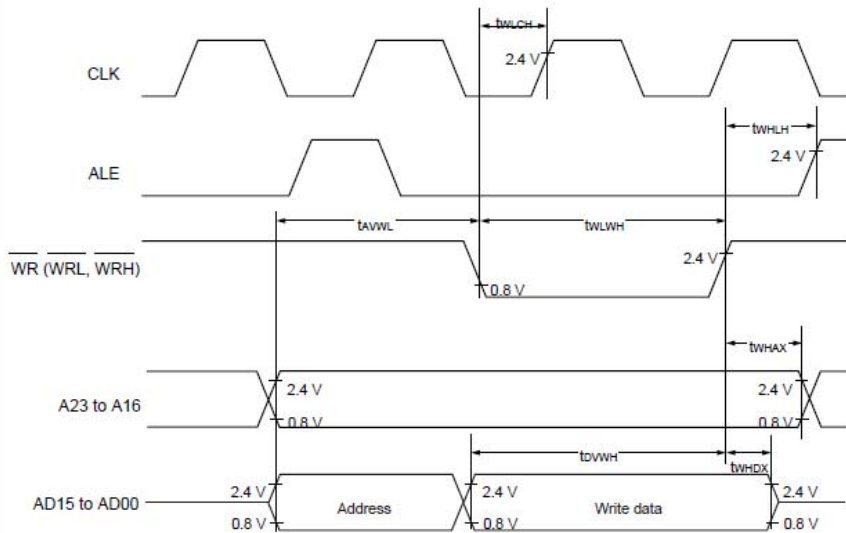 tWLCH
2.4 V
CLK
tWHLH
2.4 V
ALE
tAVWL
tWLWH
WR (WRL, WRH)
2.4 V
0.8 V
tWHAX
2.4 V
2.4 V
A23 to A16
0.8 V
0.8 V
tDVWH
tWHDX
2.4 V
2.4 V
2.4 V
AD15 to AD00
Address
Write data
0.8 V
0.8 V
0.8 V